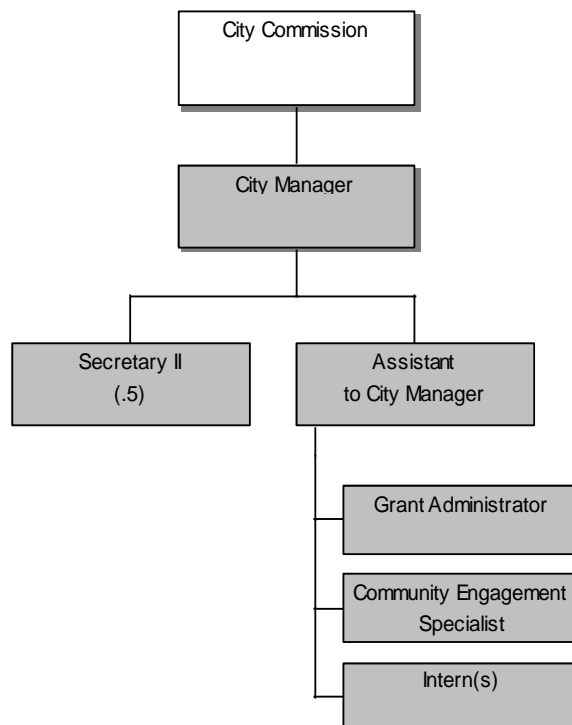 City Commission
City Manager
Secretary II
(.5)
Assistant
to City Manager
Grant Administrator
Community Engagement
Specialist
Intern(s)